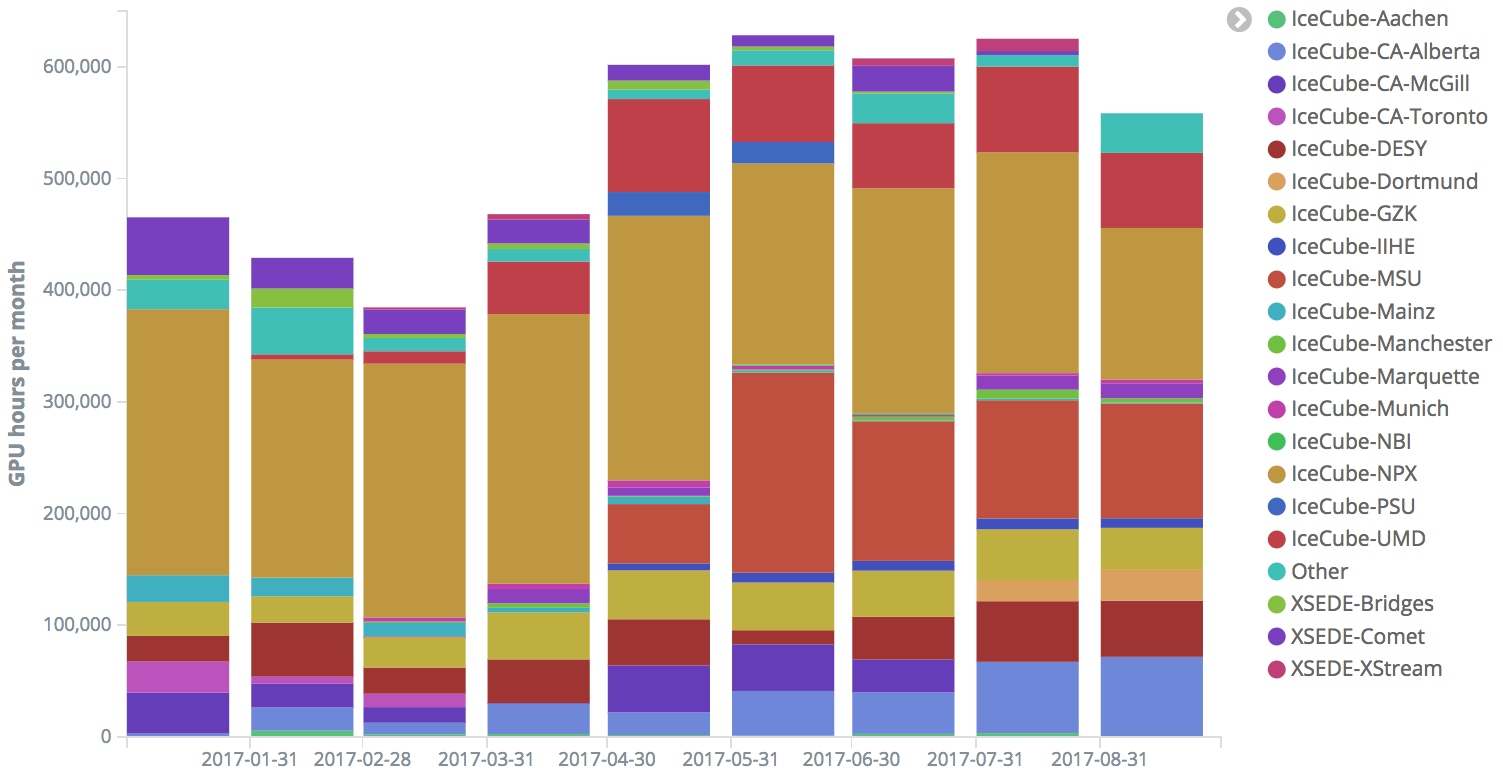 GPU hours per month
600,000
500,000
400,000
300,000
200,000
100,000
0
2017-01-31 2017-02-28 2017-03-31 2017-04-30 2017-05-31 2017-06-30 2017-07-31 2017-08-31
IceCube-Aachen
IceCube-CA-Alberta
IceCube-CA-McGill
IceCube-CA-Toronto
IceCube-DESY
IceCube-Dortmund
IceCube-GZK
IceCube-IIHE
IceCube-MSU
IceCube-Mainz
IceCube-Manchester
IceCube-Marquette
IceCube-Munich
IceCube-NBI
IceCube-NPX
IceCube-PSU
IceCube-UMD
Other
XSEDE-Bridges
XSEDE-Comet
XSEDE-XStream